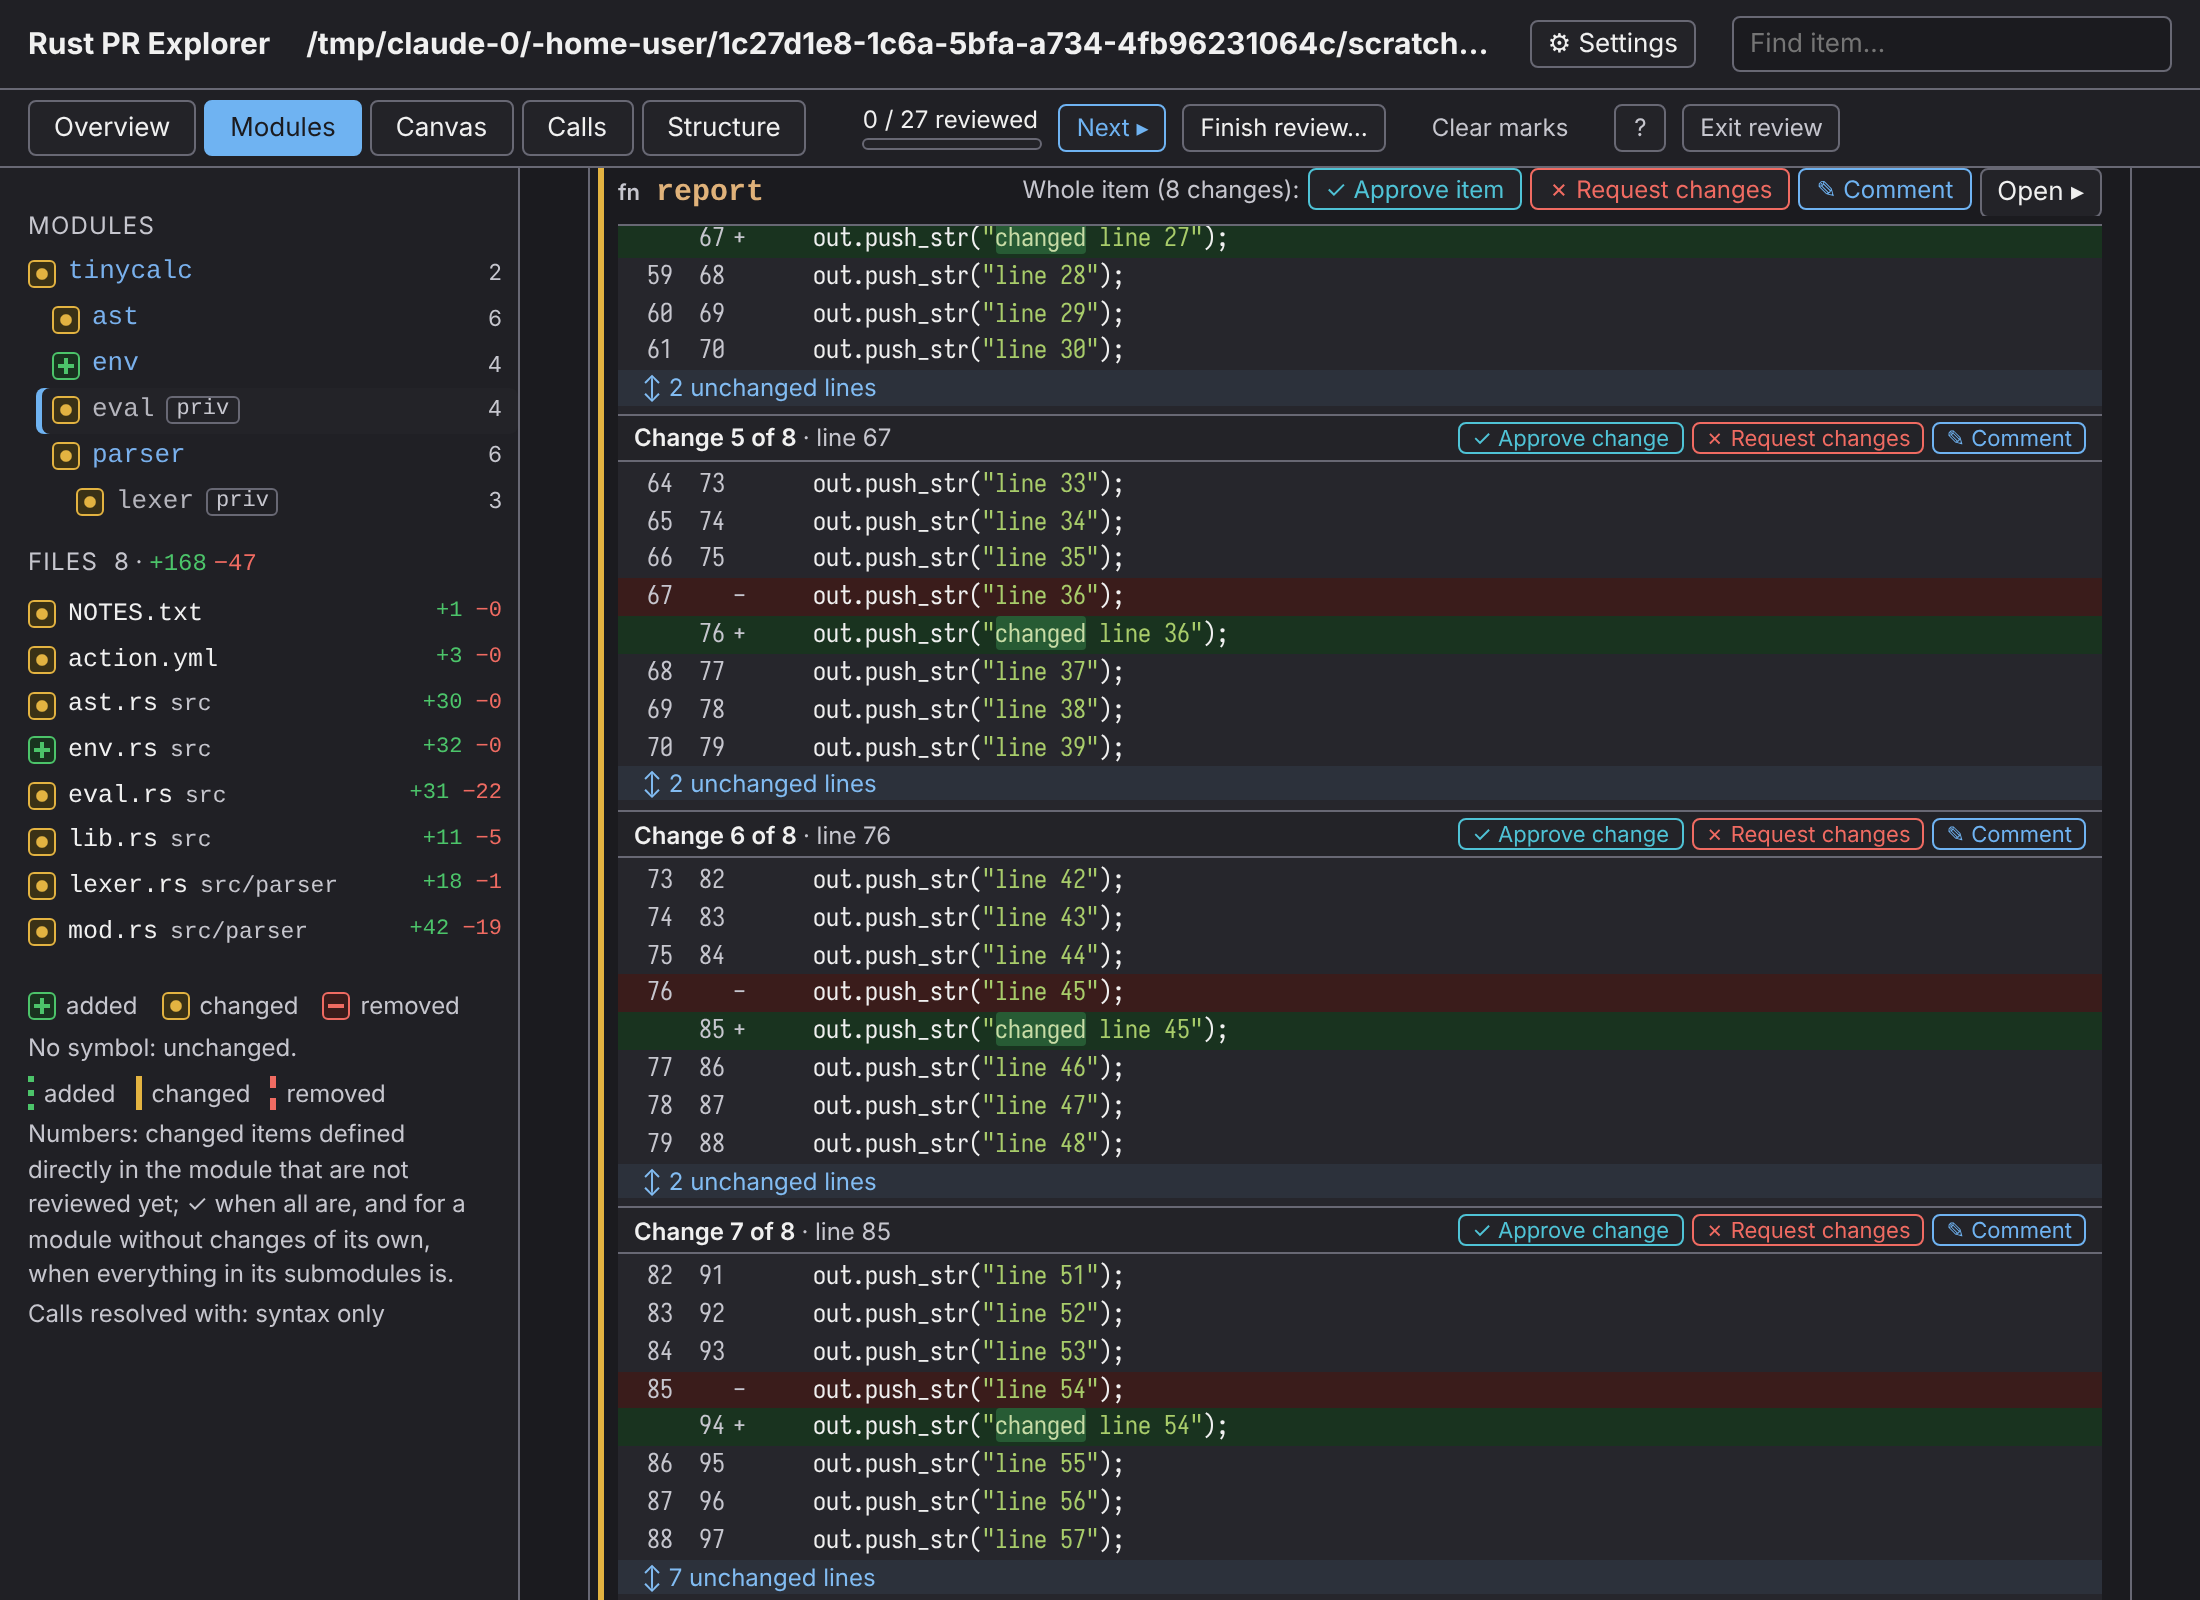 Rust PR Explorer /tmp/claude-0/-home-user/1c27d1e8-1c6a-5bfa-a734-4fb96231064c/scratch… ⚙ Settings Find item…
Overview Modules Canvas Calls Structure 0 / 27 reviewed Next ▸ Finish review… Clear marks ? Exit review
MODULES
tinycalc 2
ast 6
env 4
eval priv 4
parser 6
lexer priv 3
FILES 8 · +168 −47
NOTES.txt +1 −0
action.yml +3 −0
ast.rs src +30 −0
env.rs src +32 −0
eval.rs src +31 −22
lib.rs src +11 −5
lexer.rs src/parser +18 −1
mod.rs src/parser +42 −19
added changed removed
No symbol: unchanged.
added changed removed
Numbers: changed items defined
directly in the module that are not
reviewed yet; ✓ when all are, and for a
module without changes of its own,
when everything in its submodules is.
Calls resolved with: syntax only
fn report Whole item (8 changes): ✓ Approve item × Request changes ✎ Comment Open ▸
67 + out.push_str("changed line 27");
59 68 out.push_str("line 28");
60 69 out.push_str("line 29");
61 70 out.push_str("line 30");
↕ 2 unchanged lines
Change 5 of 8 · line 67 ✓ Approve change × Request changes ✎ Comment
64 73 out.push_str("line 33");
65 74 out.push_str("line 34");
66 75 out.push_str("line 35");
67 − out.push_str("line 36");
76 + out.push_str("changed line 36");
68 77 out.push_str("line 37");
69 78 out.push_str("line 38");
70 79 out.push_str("line 39");
↕ 2 unchanged lines
Change 6 of 8 · line 76 ✓ Approve change × Request changes ✎ Comment
73 82 out.push_str("line 42");
74 83 out.push_str("line 43");
75 84 out.push_str("line 44");
76 − out.push_str("line 45");
85 + out.push_str("changed line 45");
77 86 out.push_str("line 46");
78 87 out.push_str("line 47");
79 88 out.push_str("line 48");
↕ 2 unchanged lines
Change 7 of 8 · line 85 ✓ Approve change × Request changes ✎ Comment
82 91 out.push_str("line 51");
83 92 out.push_str("line 52");
84 93 out.push_str("line 53");
85 − out.push_str("line 54");
94 + out.push_str("changed line 54");
86 95 out.push_str("line 55");
87 96 out.push_str("line 56");
88 97 out.push_str("line 57");
↕ 7 unchanged lines